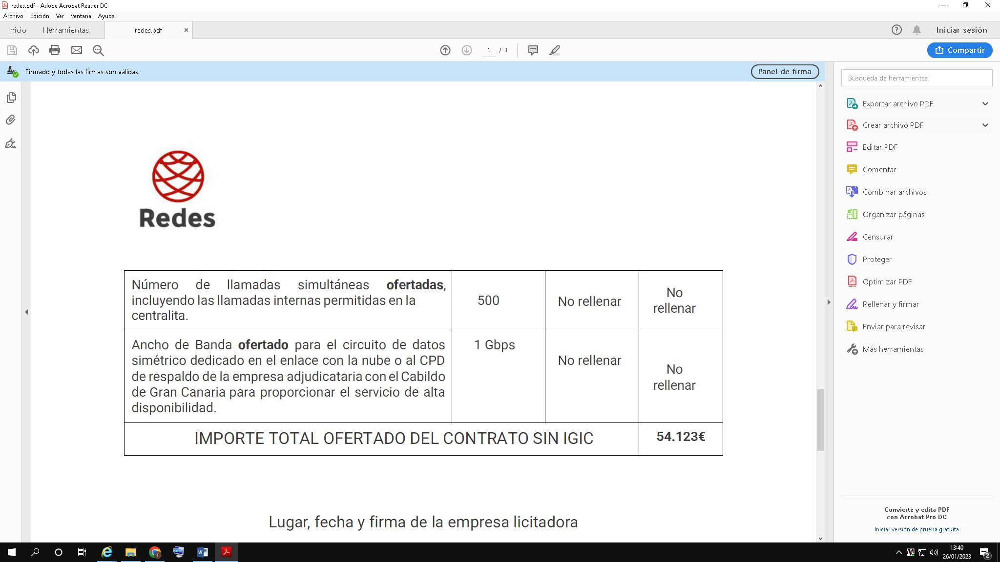 redes.pdf - Adobe Acrobat Reader DC
Archivo Edición Ver Ventana Ayuda
Inicio Herramientas redes.pdf Iniciar sesión
3 / 3 Compartir
Firmado y todas las firmas son válidas. Panel de firma
Búsqueda de herramientas
Exportar archivo PDF
Crear archivo PDF
Editar PDF
Comentar
Combinar archivos
Organizar páginas
Censurar
Proteger
Optimizar PDF
Rellenar y firmar
Enviar para revisar
Más herramientas
Convierte y edita PDF
con Acrobat Pro DC
Iniciar versión de prueba gratuita
Redes
Número de llamadas simultáneas ofertadas,
incluyendo las llamadas internas permitidas en la
centralita.
500
No rellenar
No
rellenar
Ancho de Banda ofertado para el circuito de datos
simétrico dedicado en el enlace con la nube o al CPD
de respaldo de la empresa adjudicataria con el Cabildo
de Gran Canaria para proporcionar el servicio de alta
disponibilidad.
1 Gbps
No rellenar
No
rellenar
IMPORTE TOTAL OFERTADO DEL CONTRATO SIN IGIC 54.123€
Lugar, fecha y firma de la empresa licitadora
13:40
26/01/2023
2